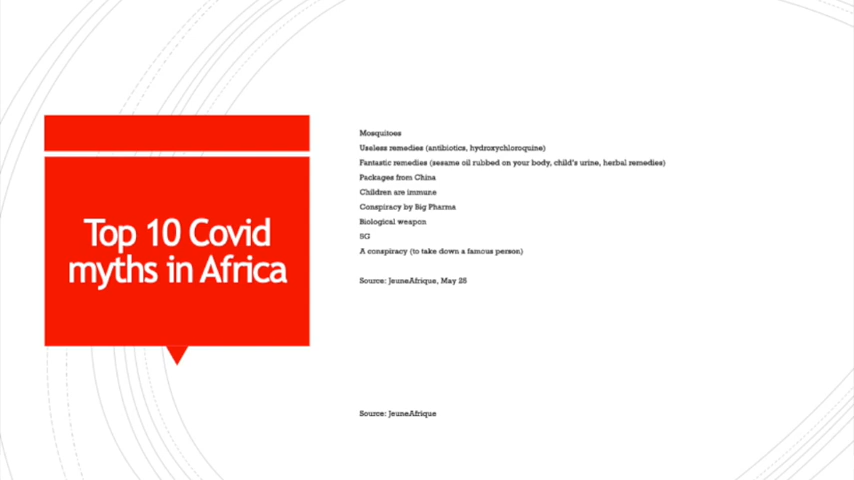 Top 10 Covid
myths in Africa
Mosquitoes
Useless remedies (antibiotics, hydroxychloroquine)
Fantastic remedies (sesame oil rubbed on your body, child's urine, herbal remedies)
Packages from China
Children are immune
Conspiracy by Big Pharma
Biological weapon
5G
A conspiracy (to take down a famous person)
Source: JeuneAfrique, May 25
Source: JeuneAfrique